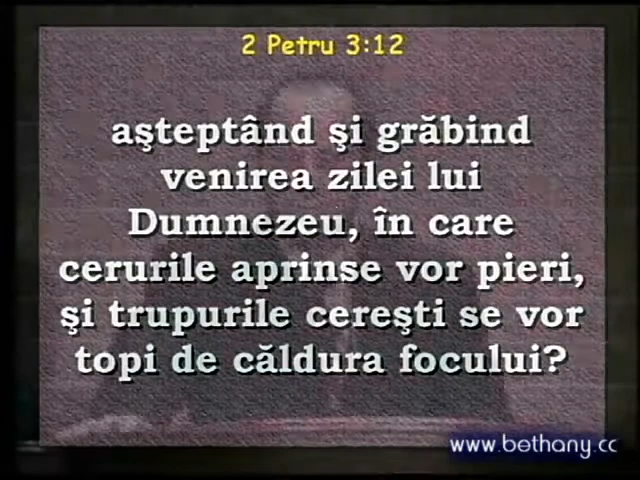 2 Petru 3:12
aşteptând şi grăbind
venirea zilei lui
Dumnezeu, în care
cerurile aprinse vor pieri,
şi trupurile cereşti se vor
topi de căldura focului?
www.bethany.cc